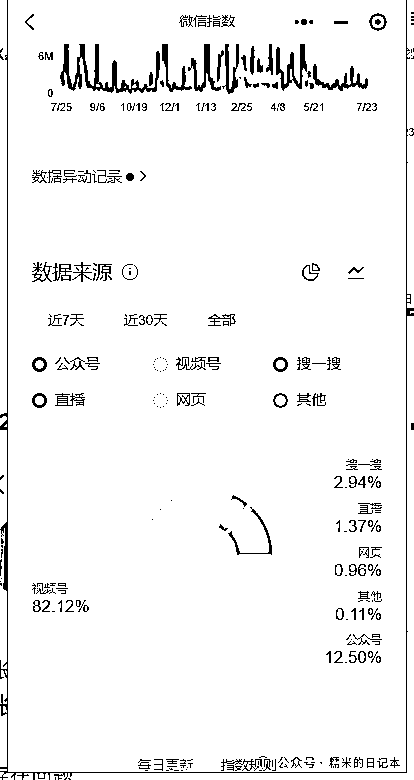 微信指数
6M
0
7/25 9/6 10/19 12/1 1/13 2/25 4/8 5/21 7/23
数据异动记录
数据来源
近7天 近30天 全部
公众号 视频号 搜一搜
直播 网页 其他
搜一搜
2.94%
直播
1.37%
网页
0.96%
其他
0.11%
视频号
82.12%
公众号
12.50%
每日更新 指数规则 公众号·糯米的日记本